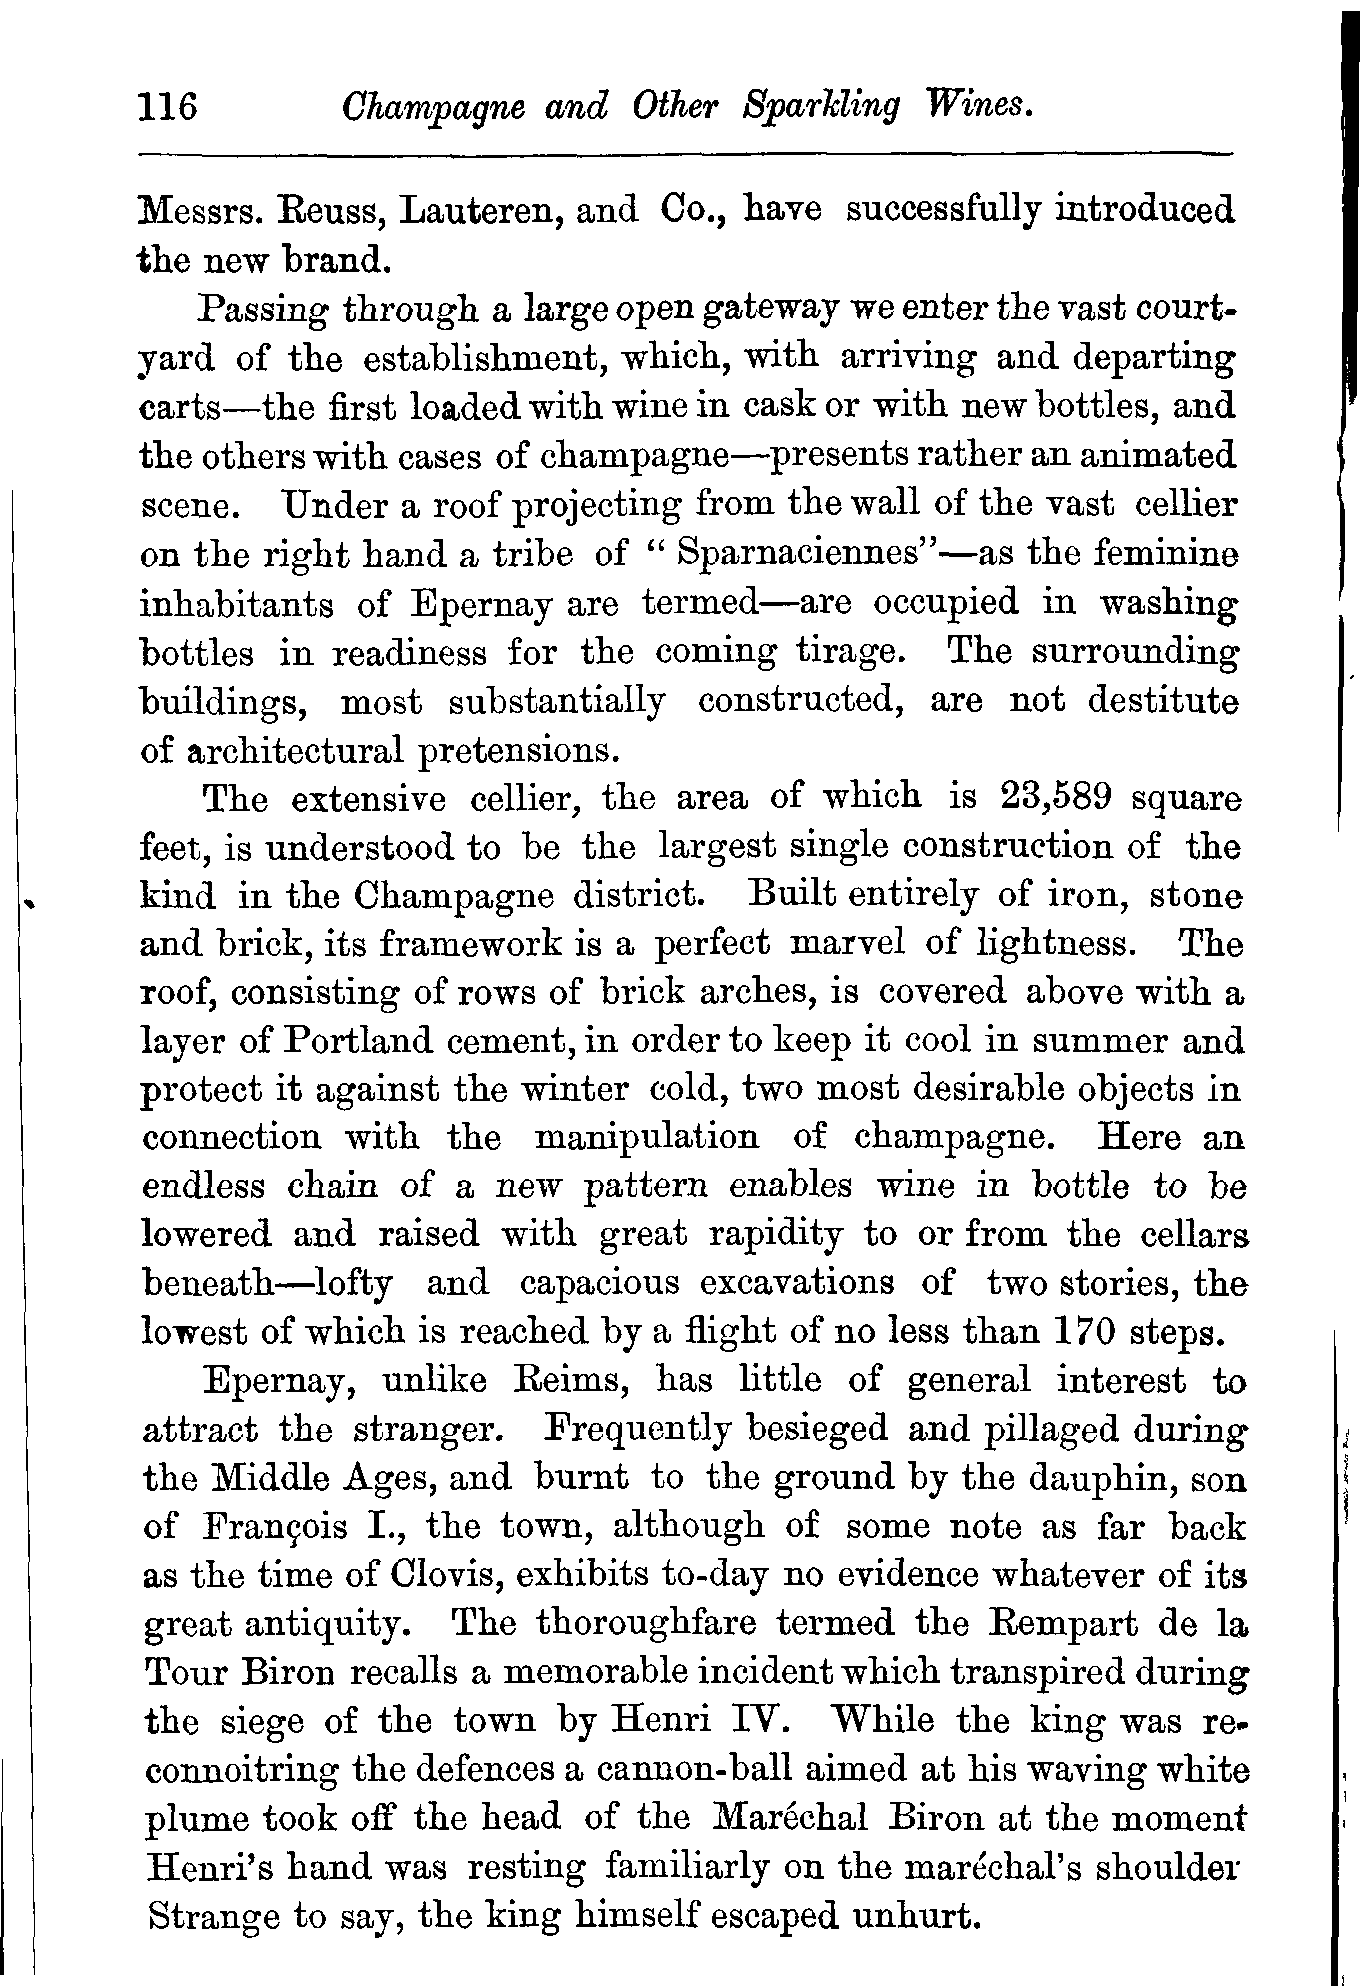 116 Champagne and Other Sparkling Wines.
Messrs. Reuss, Lauteren, and Co., have successfully introduced
the new brand.
Passing through a large open gateway we enter the vast court-
yard of the establishment, which, with arriving and departing
carts—the first loaded with wine in cask or with new bottles, and
the others with cases of champagne—presents rather an animated
scene. Under a roof projecting from the wall of the vast cellier
on the right hand a tribe of “ Sparnaciennes”—as the feminine
inhabitants of Epernay are termed—are occupied in washing
bottles in readiness for the coming tirage. The surrounding
buildings, most substantially constructed, are not destitute
of architectural pretensions.
The extensive cellier, the area of which is 23,589 square
feet, is understood to be the largest single construction of the
kind in the Champagne district. Built entirely of iron, stone
and brick, its framework is a perfect marvel of lightness. The
roof, consisting of rows of brick arches, is covered above with a
layer of Portland cement, in order to keep it cool in summer and
protect it against the winter cold, two most desirable objects in
connection with the manipulation of champagne. Here an
endless chain of a new pattern enables wine in bottle to be
lowered and raised with great rapidity to or from the cellars
beneath—lofty and capacious excavations of two stories, the
lowest of which is reached by a flight of no less than 170 steps.
Epernay, unlike Reims, has little of general interest to
attract the stranger. Frequently besieged and pillaged during
the Middle Ages, and burnt to the ground by the dauphin, son
of François I., the town, although of some note as far back
as the time of Clovis, exhibits to-day no evidence whatever of its
great antiquity. The thoroughfare termed the Rempart de la
Tour Biron recalls a memorable incident which transpired during
the siege of the town by Henri IV. While the king was re-
connoitring the defences a cannon-ball aimed at his waving white
plume took off the head of the Maréchal Biron at the moment
Henri’s hand was resting familiarly on the maréchal’s shoulder
Strange to say, the king himself escaped unhurt.